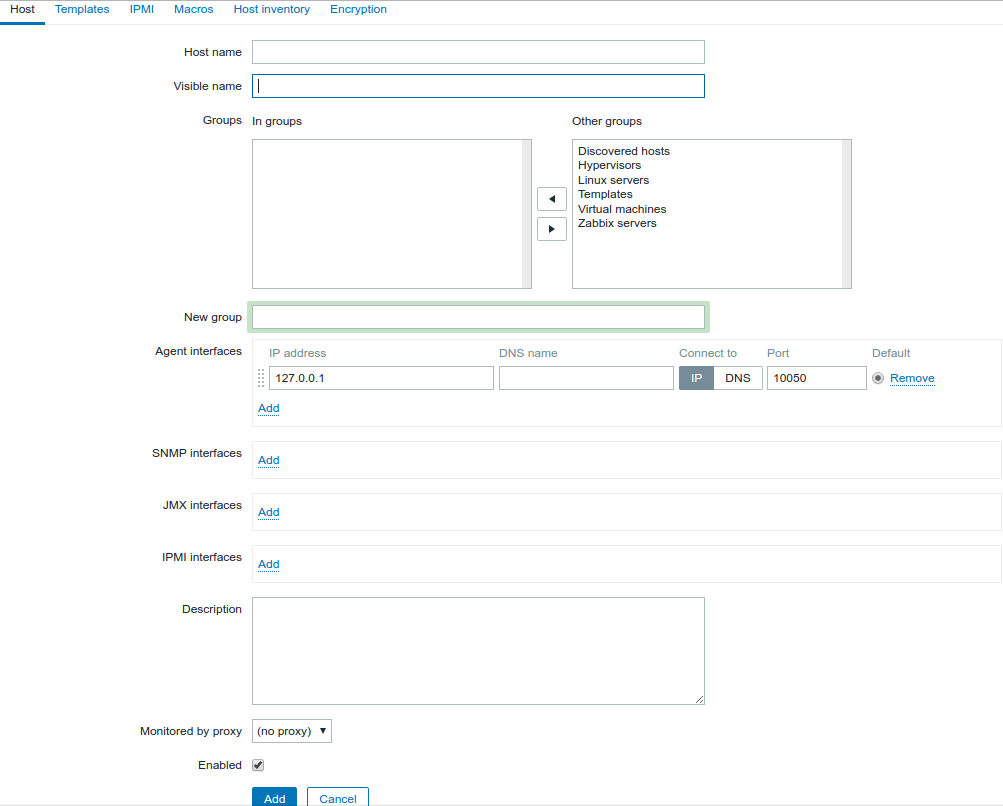 Host Templates IPMI Macros Host inventory Encryption
Host name
Visible name
Groups In groups Other groups
Discovered hosts
Hypervisors
Linux servers
Templates
Virtual machines
Zabbix servers
New group
Agent interfaces IP address DNS name Connect to Port Default
127.0.0.1 IP DNS 10050 Remove
Add
SNMP interfaces Add
JMX interfaces Add
IPMI interfaces Add
Description
Monitored by proxy (no proxy)
Enabled
Add Cancel